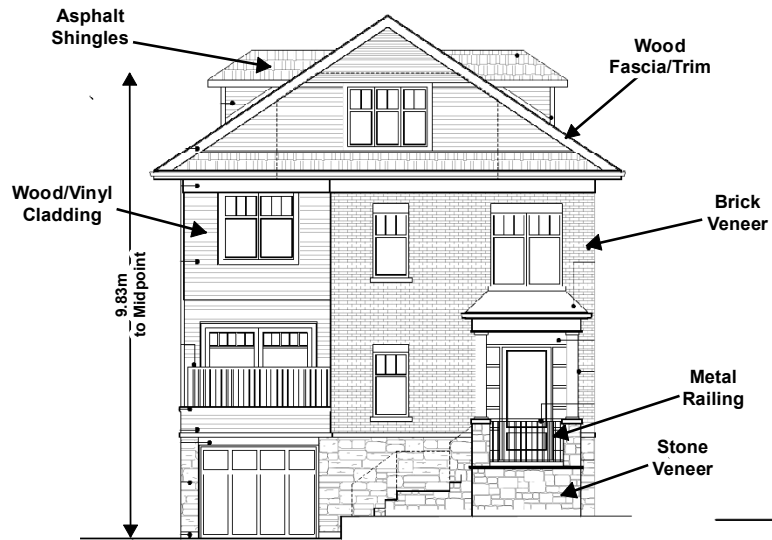 Asphalt
Shingles
Wood
Fascia/Trim
Wood/Vinyl
Cladding
Brick
Veneer
9.83m
to Midpoint
Metal
Railing
Stone
Veneer